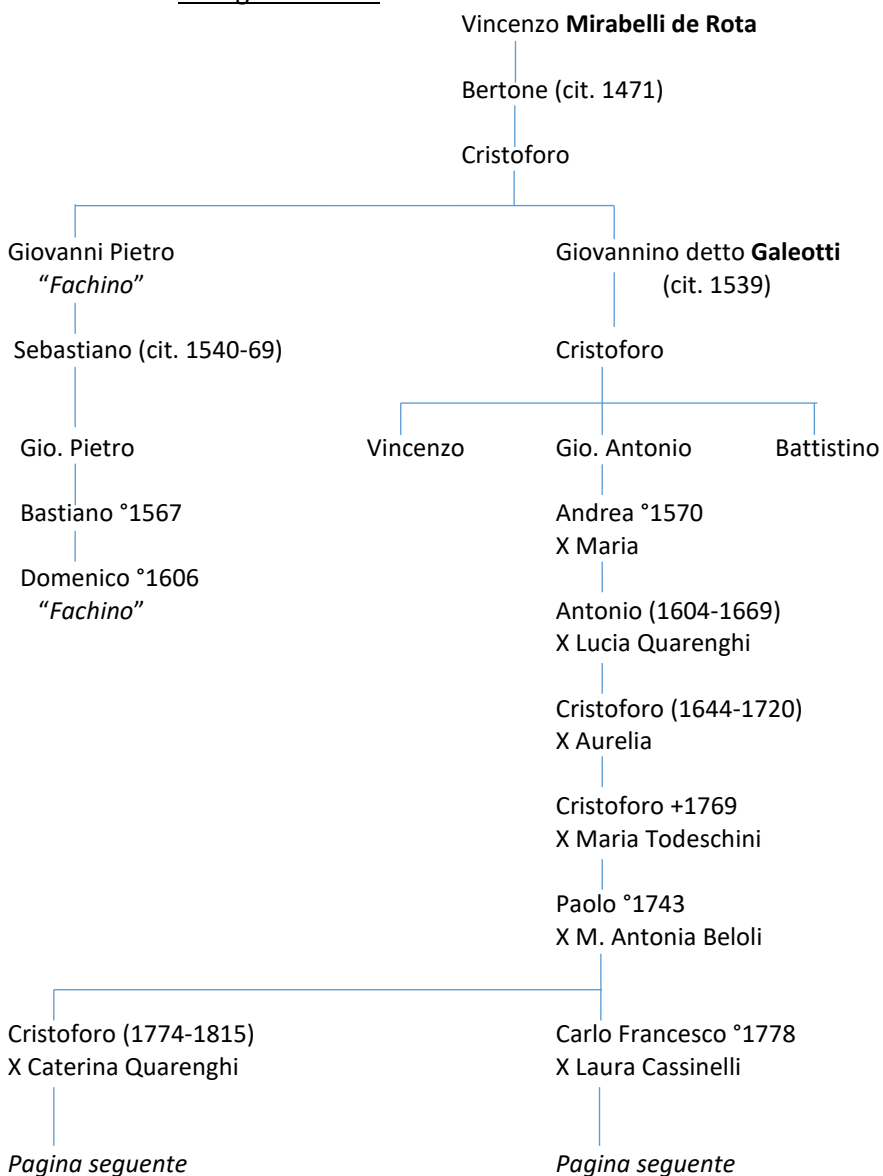 Vincenzo Mirabelli de Rota
Bertone (cit. 1471)
Cristoforo
Giovanni Pietro
"Fachino"
Giovannino detto Galeotti
(cit. 1539)
Sebastiano (cit. 1540-69)
Cristoforo
Gio. Pietro
Vincenzo
Gio. Antonio
Battistino
Bastiano °1567
Andrea °1570
X Maria
Domenico °1606
"Fachino"
Antonio (1604-1669)
X Lucia Quarenghi
Cristoforo (1644-1720)
X Aurelia
Cristoforo +1769
X Maria Todeschini
Paolo °1743
X M. Antonia Beloli
Cristoforo (1774-1815)
X Caterina Quarenghi
Carlo Francesco °1778
X Laura Cassinelli
Pagina seguente
Pagina seguente